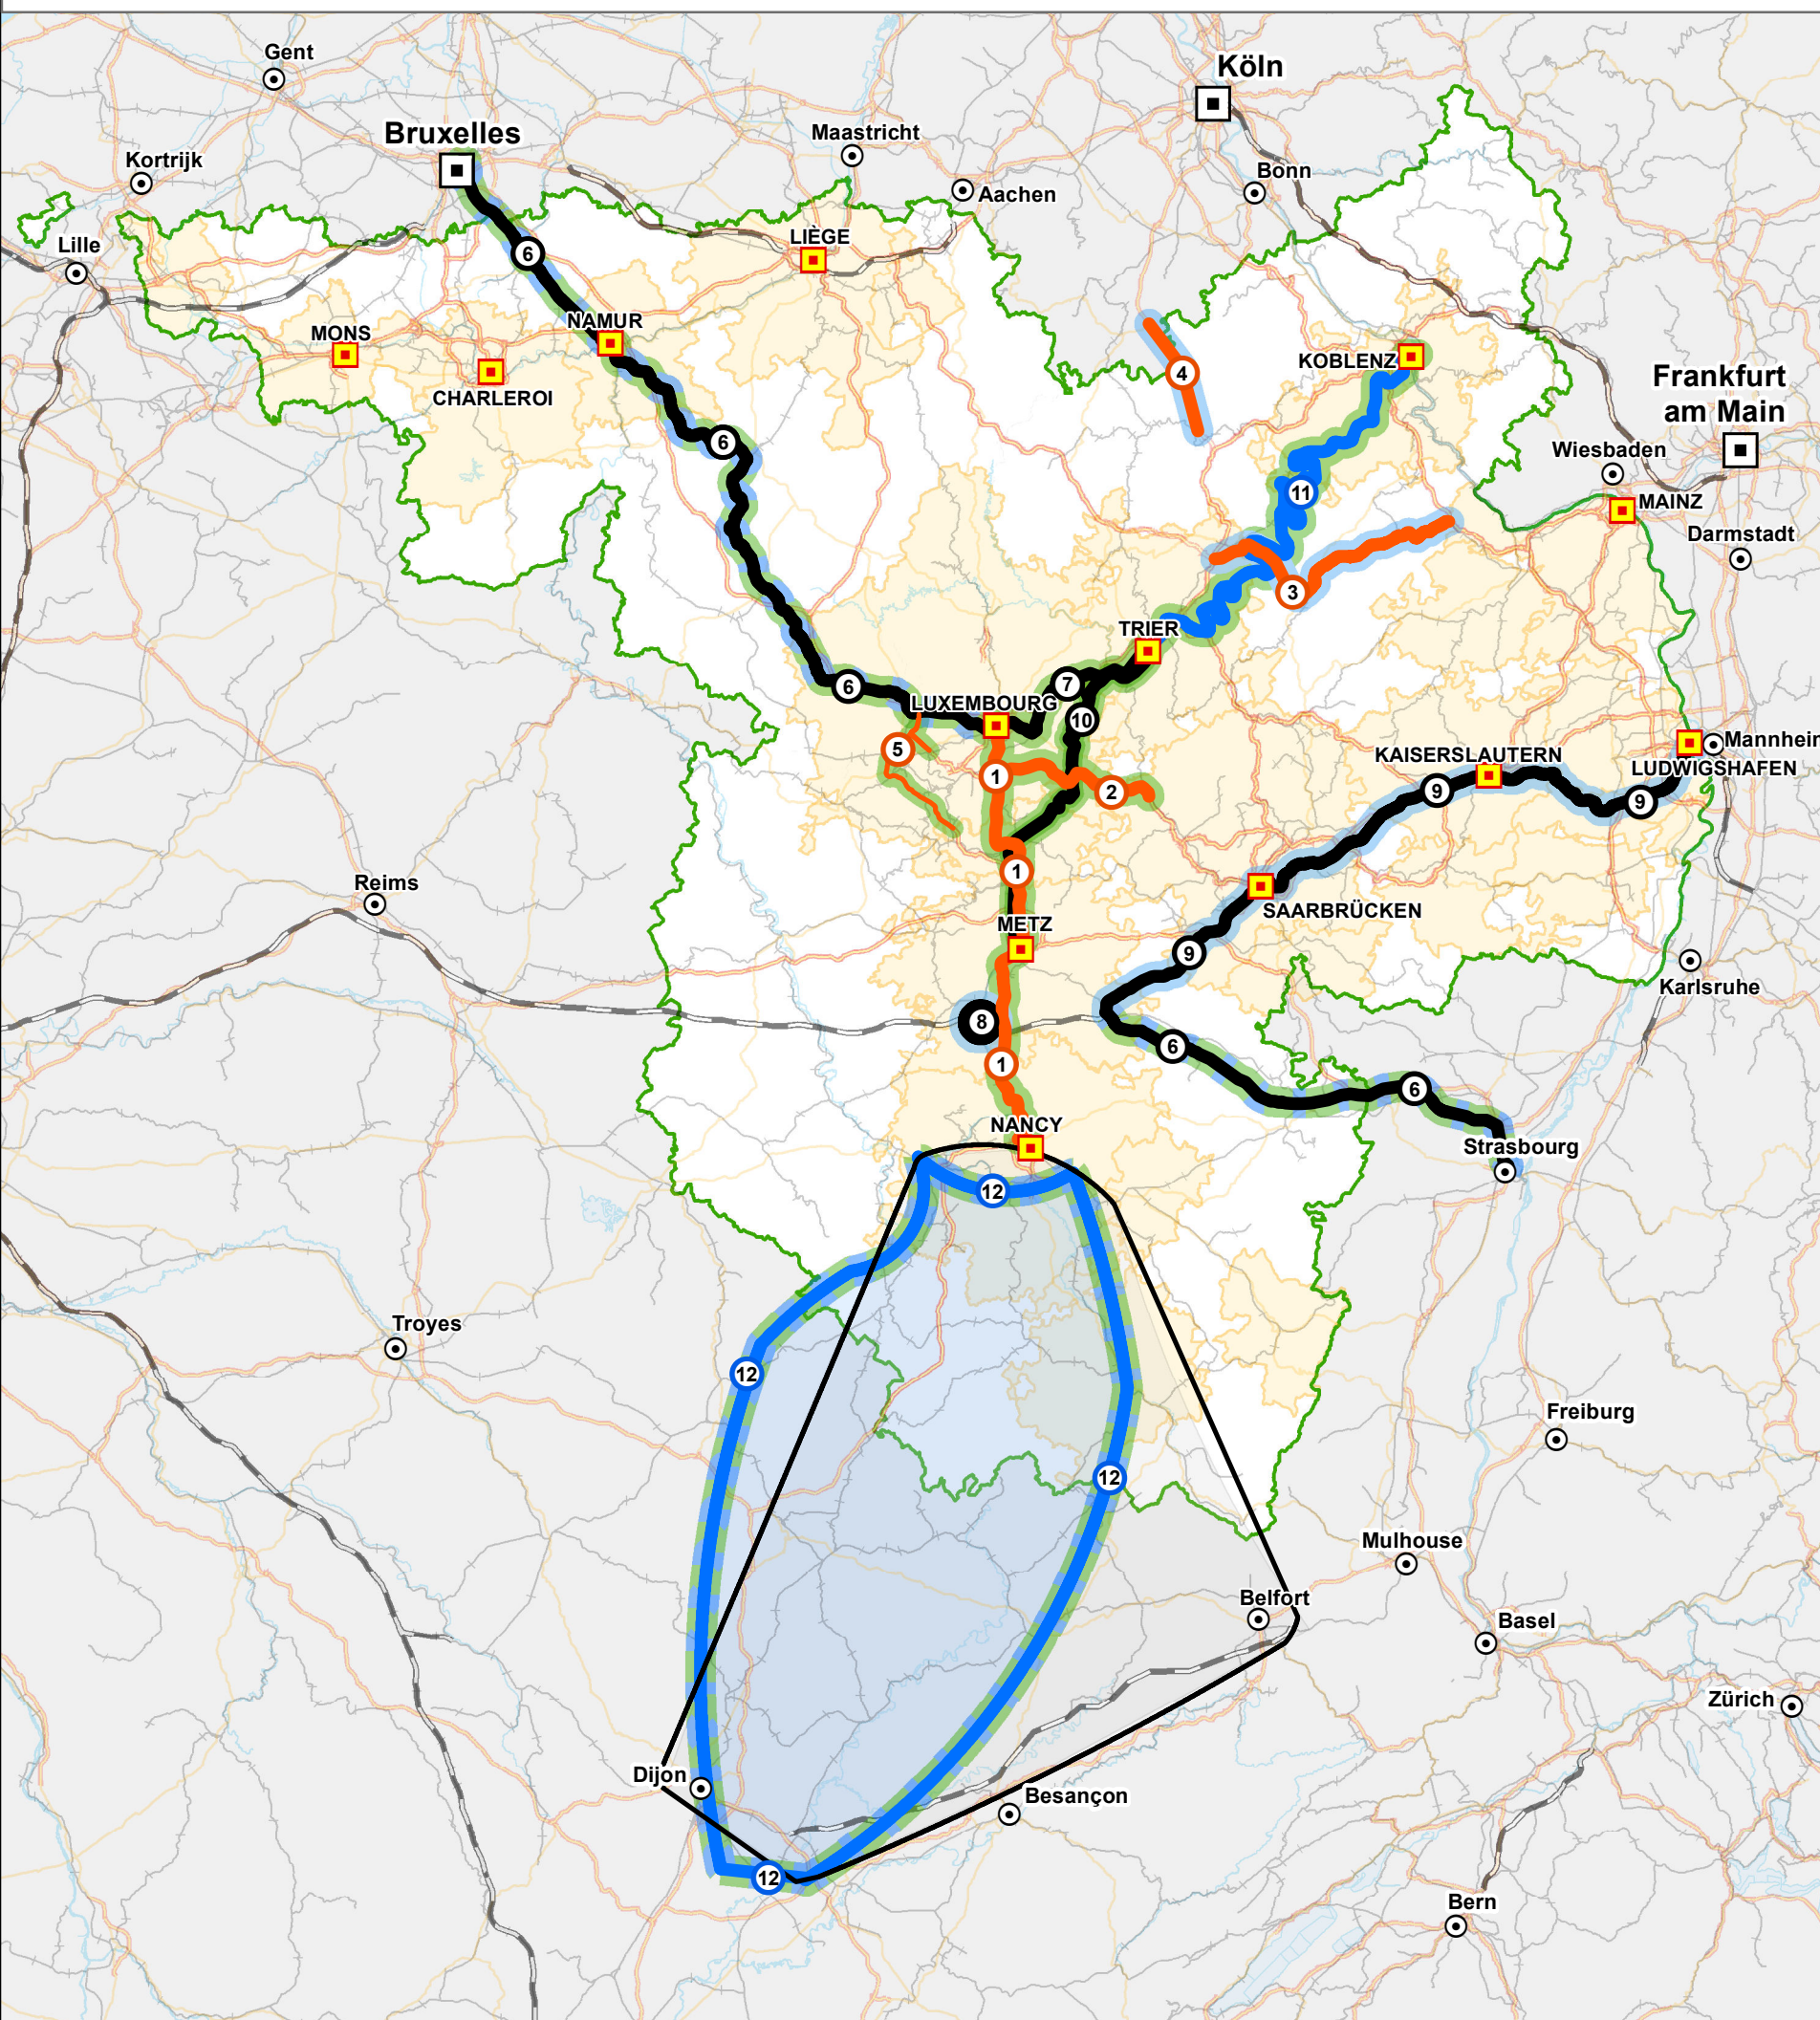 Gent
Köln
Bruxelles
Maastricht
Kortrijk
Bonn
Aachen
Lille
LIÈGE
6
NAMUR
MONS
KOBLENZ
4
CHARLEROI
Frankfurt
am Main
6
Wiesbaden
11
MAINZ
Darmstadt
3
TRIER
6
7
LUXEMBOURG
10
5
1
2
KAISERSLAUTERN
Mannhein
LUDWIGSHAFEN
9
9
1
Reims
SAARBRÜCKEN
METZ
9
Karlsruhe
8
6
1
6
NANCY
Strasbourg
12
Troyes
12
Freiburg
12
Mulhouse
Belfort
Basel
Zürich
Dijon
Besançon
12
Bern